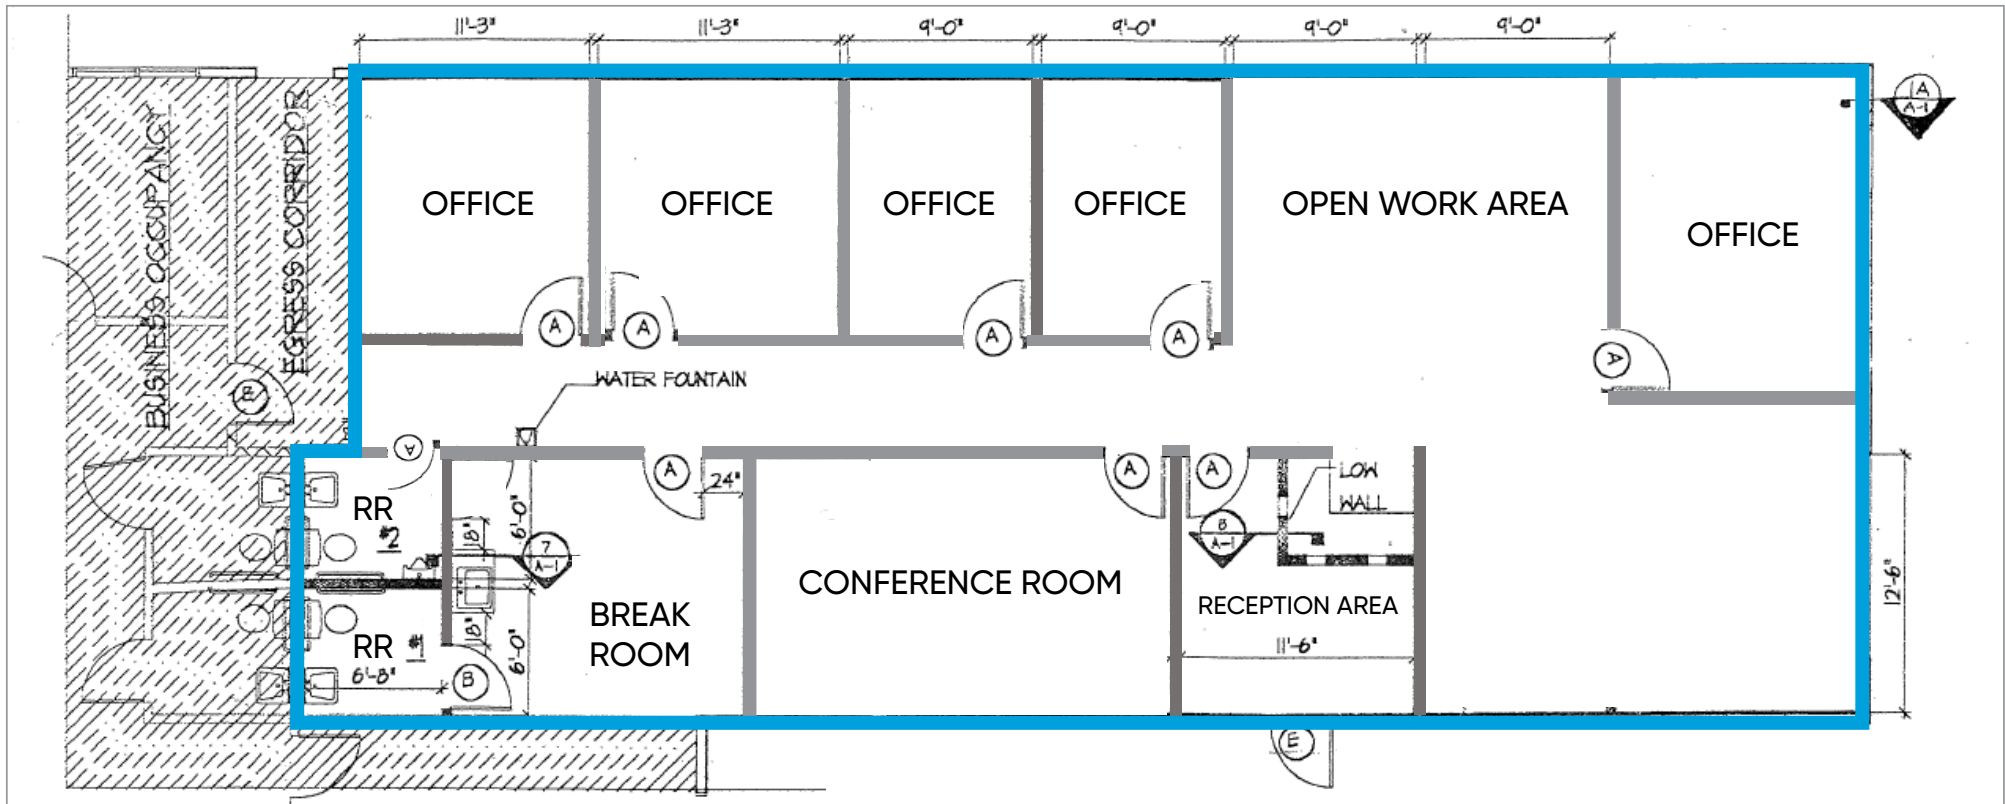 11'-3"
11'-3"
9'-0"
9'-0"
9'-0"
9'-0"
1A
A-1
BUSINESS OCCUPANCY
EGRESS CORRIDOR
OFFICE
OFFICE
OFFICE
OFFICE
OPEN WORK AREA
OFFICE
A
A
A
A
A
E
WATER FOUNTAIN
A
A
A
A
24"
LOW
WALL
RR
#2
18"
6'-0"
7
A-1
8
A-1
CONFERENCE ROOM
RECEPTION AREA
12'-6"
BREAK
ROOM
RR
#1
6'-8"
18"
6'-0"
B
11'-6"
E